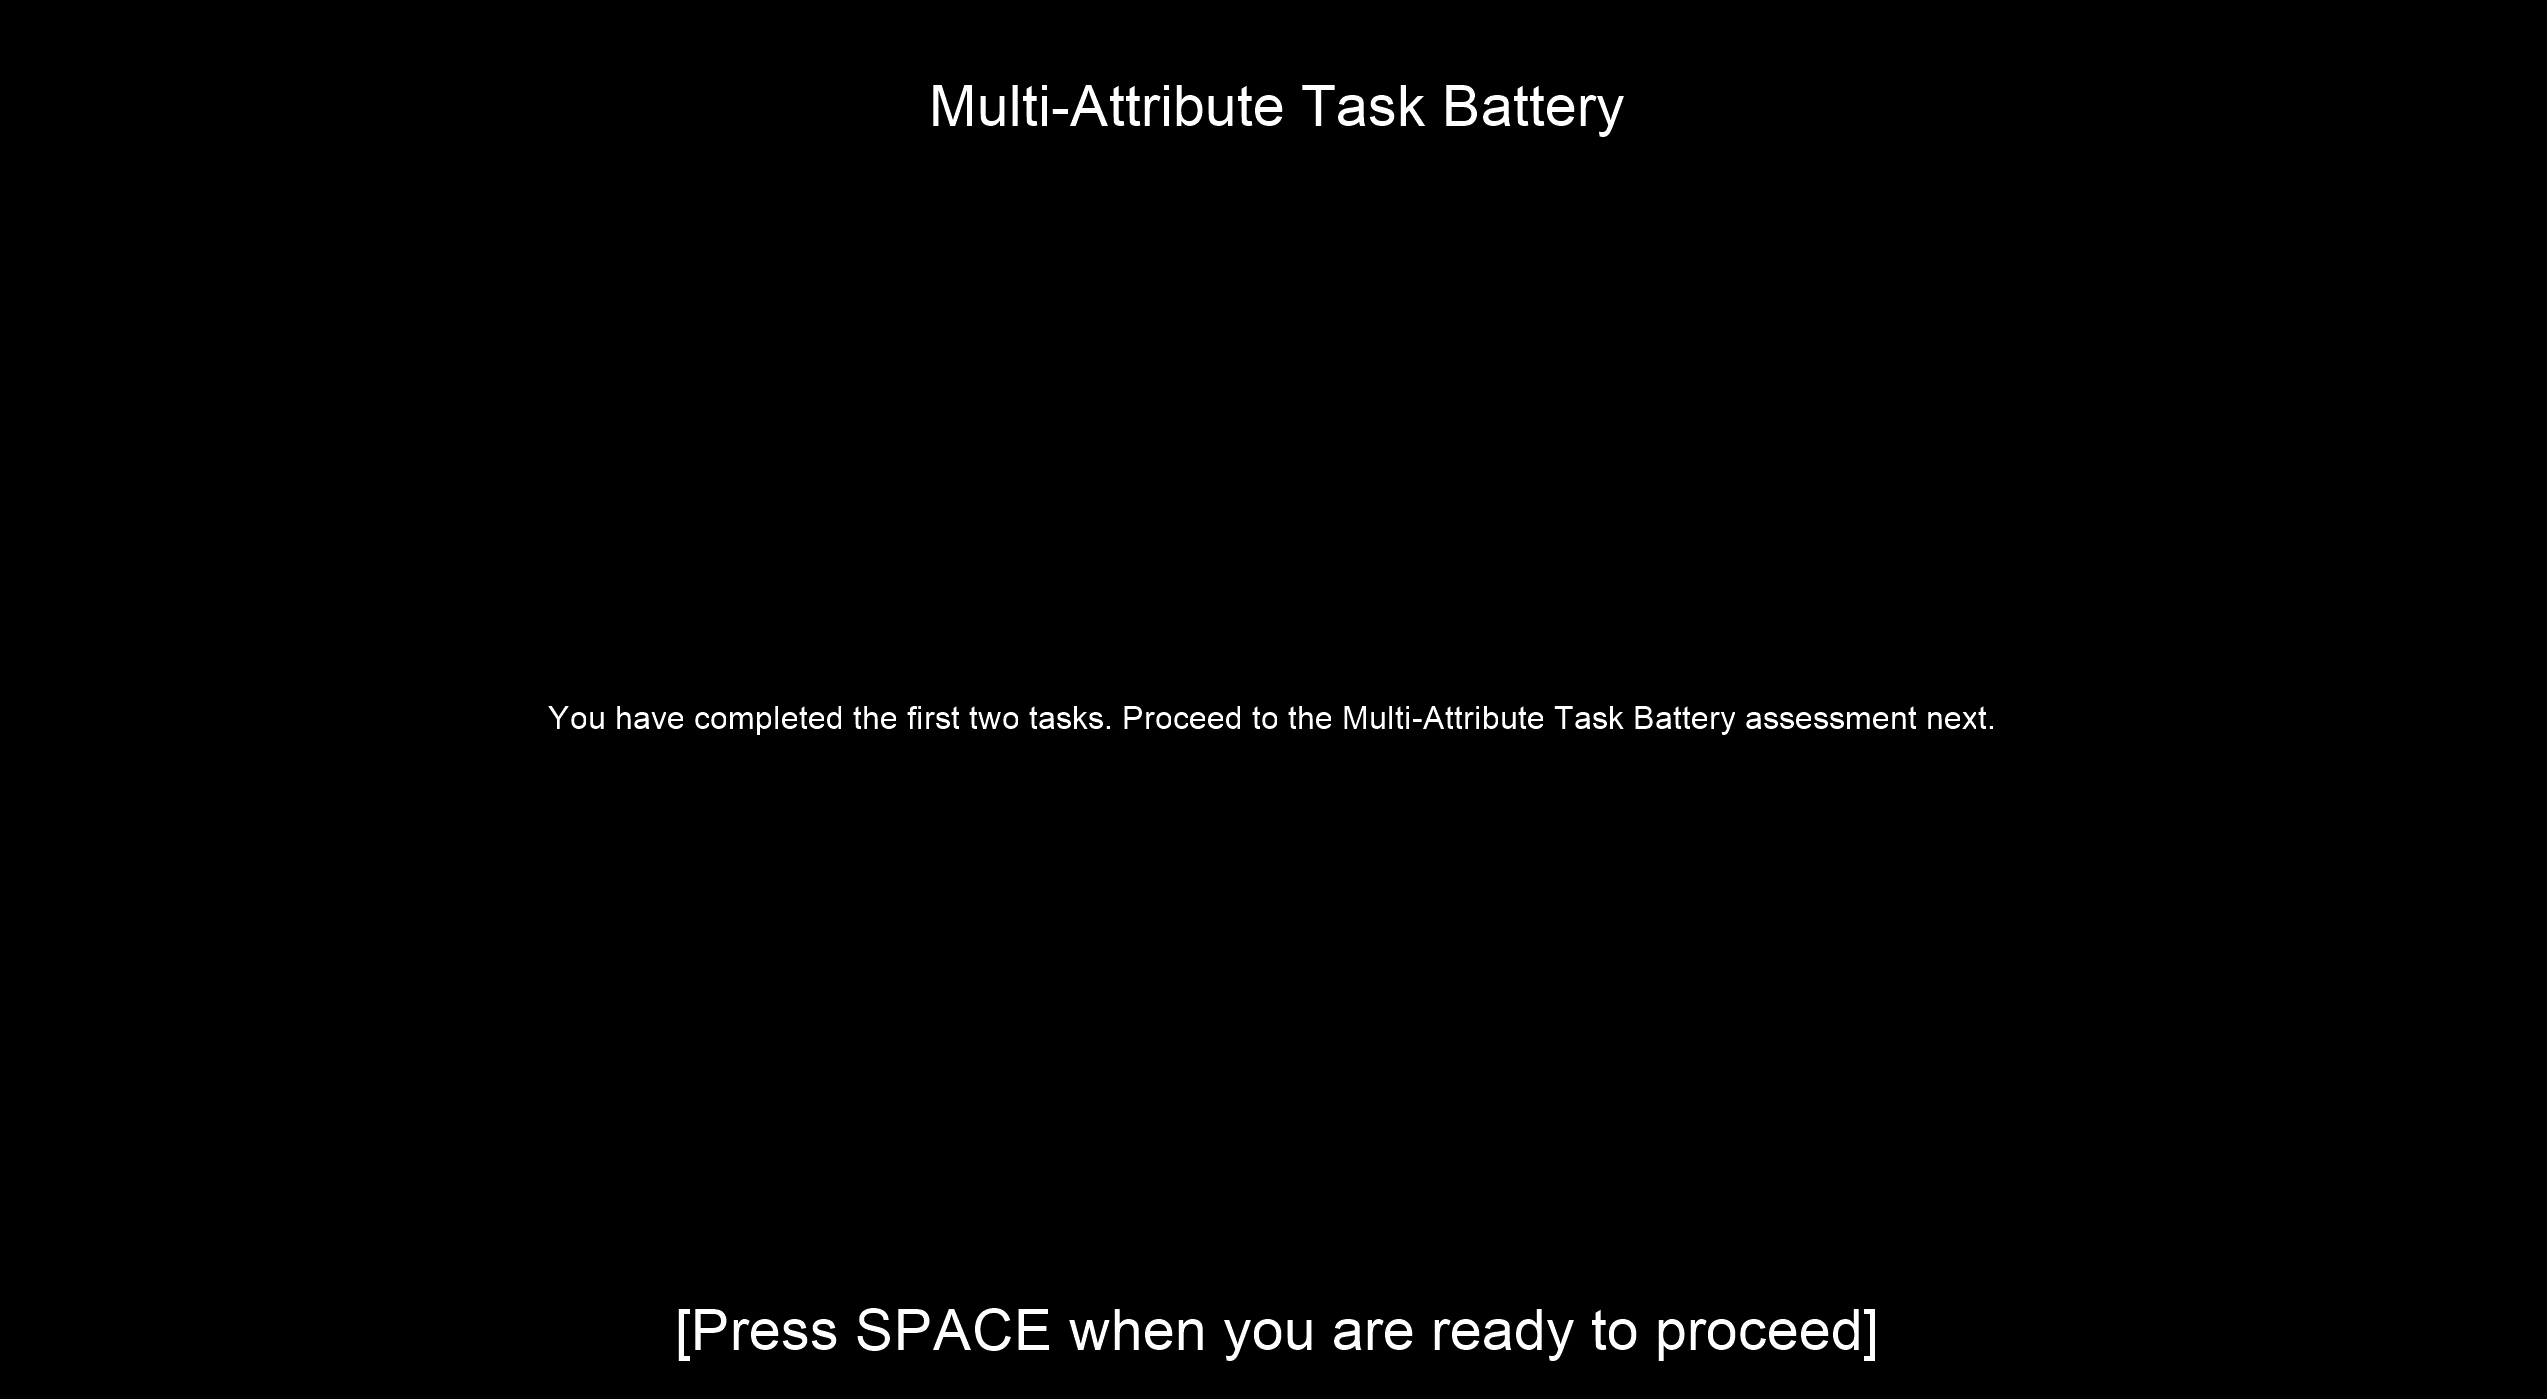 Multi-Attribute Task Battery
You have completed the first two tasks. Proceed to the Multi-Attribute Task Battery assessment next.
[Press SPACE when you are ready to proceed]